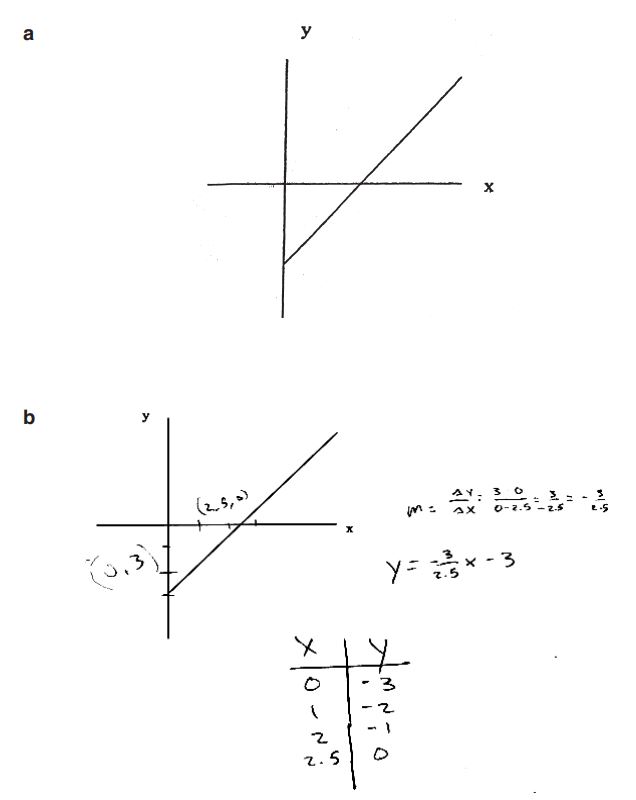 a
y
x
b
y
(2.5,0)
x
(0,3)
m = ΔY/ΔX = 3 0/0-2.5 = 3/-2.5 = -3/2.5
y = -3/2.5 x - 3
X Y
0 -3
1 -2
2 -1
2.5 0